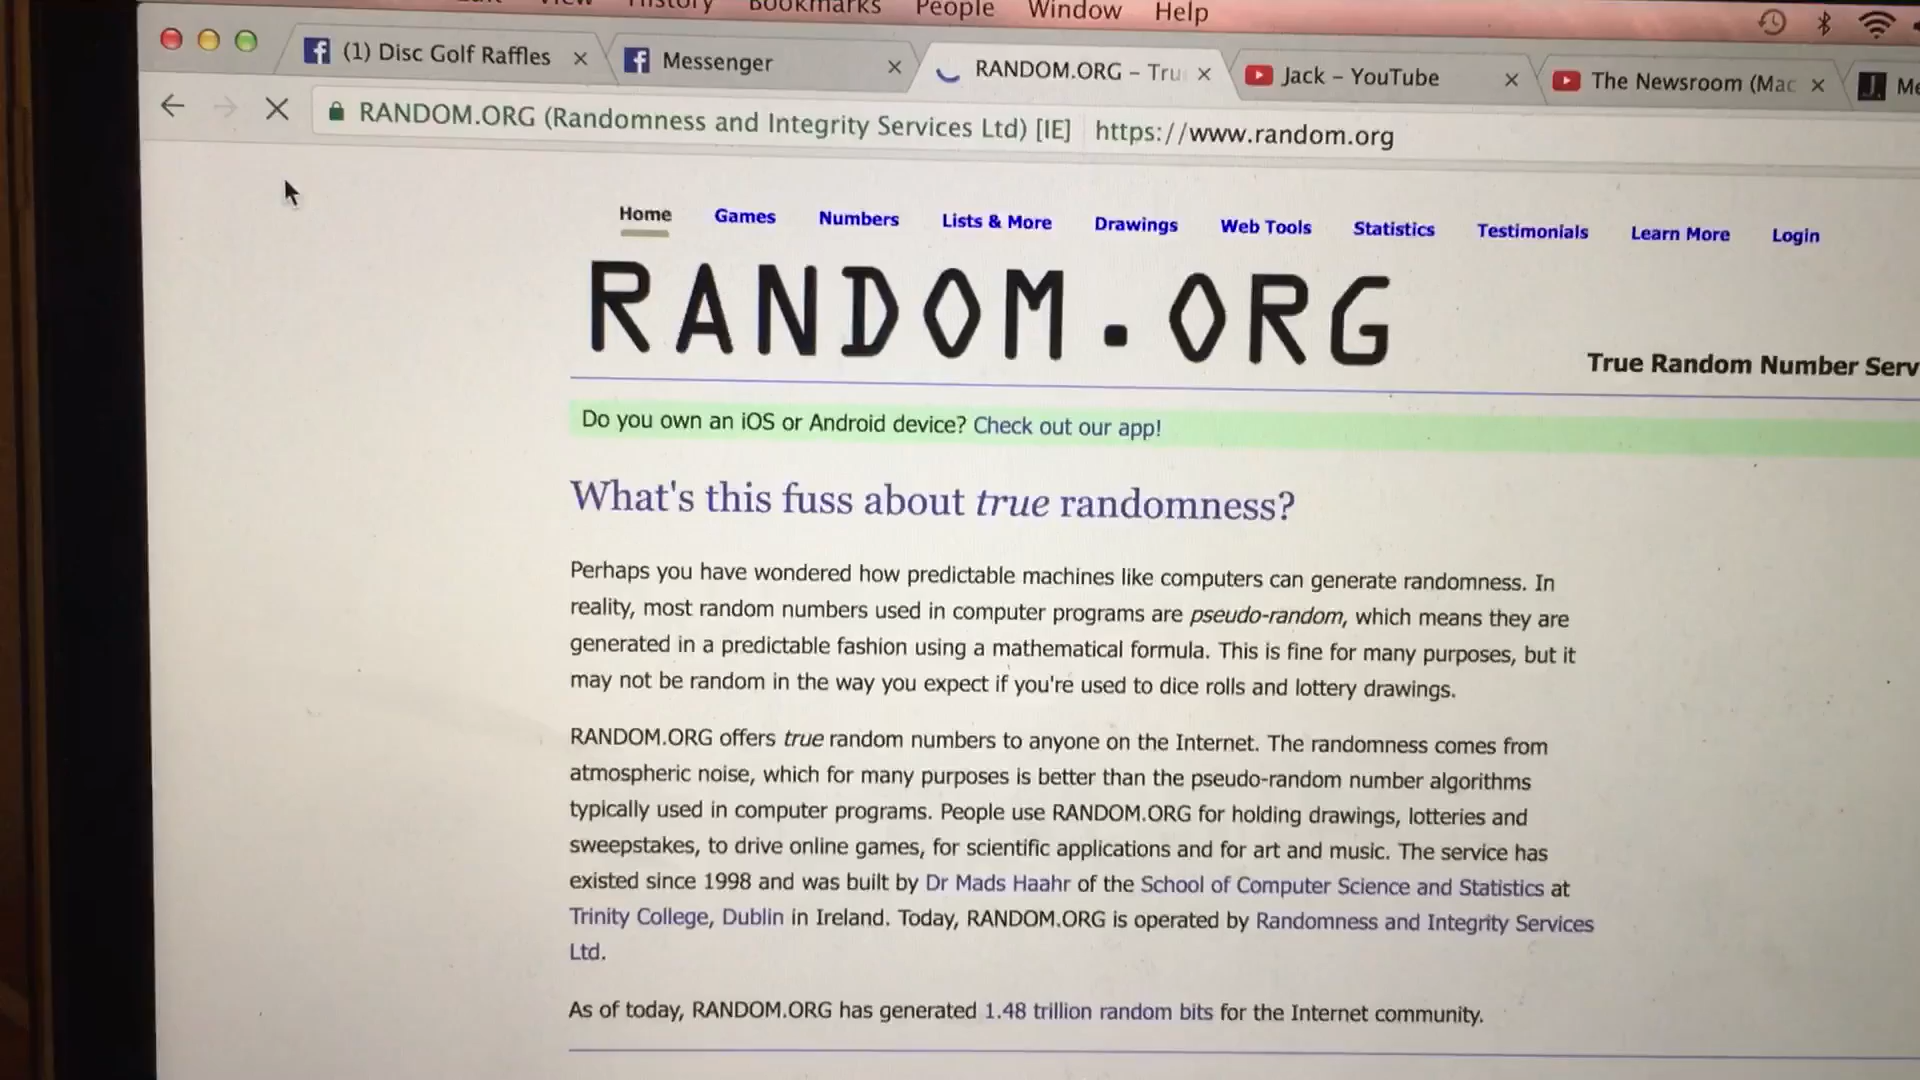 History Bookmarks People Window Help
(1) Disc Golf Raffles Messenger RANDOM.ORG – Tru Jack – YouTube The Newsroom (Mac
RANDOM.ORG (Randomness and Integrity Services Ltd) [IE] https://www.random.org
Home Games Numbers Lists & More Drawings Web Tools Statistics Testimonials Learn More Login
RANDOM.ORG
True Random Number Serv
Do you own an iOS or Android device? Check out our app!
What's this fuss about true randomness?
Perhaps you have wondered how predictable machines like computers can generate randomness. In
reality, most random numbers used in computer programs are pseudo-random, which means they are
generated in a predictable fashion using a mathematical formula. This is fine for many purposes, but it
may not be random in the way you expect if you're used to dice rolls and lottery drawings.
RANDOM.ORG offers true random numbers to anyone on the Internet. The randomness comes from
atmospheric noise, which for many purposes is better than the pseudo-random number algorithms
typically used in computer programs. People use RANDOM.ORG for holding drawings, lotteries and
sweepstakes, to drive online games, for scientific applications and for art and music. The service has
existed since 1998 and was built by Dr Mads Haahr of the School of Computer Science and Statistics at
Trinity College, Dublin in Ireland. Today, RANDOM.ORG is operated by Randomness and Integrity Services
Ltd.
As of today, RANDOM.ORG has generated 1.48 trillion random bits for the Internet community.